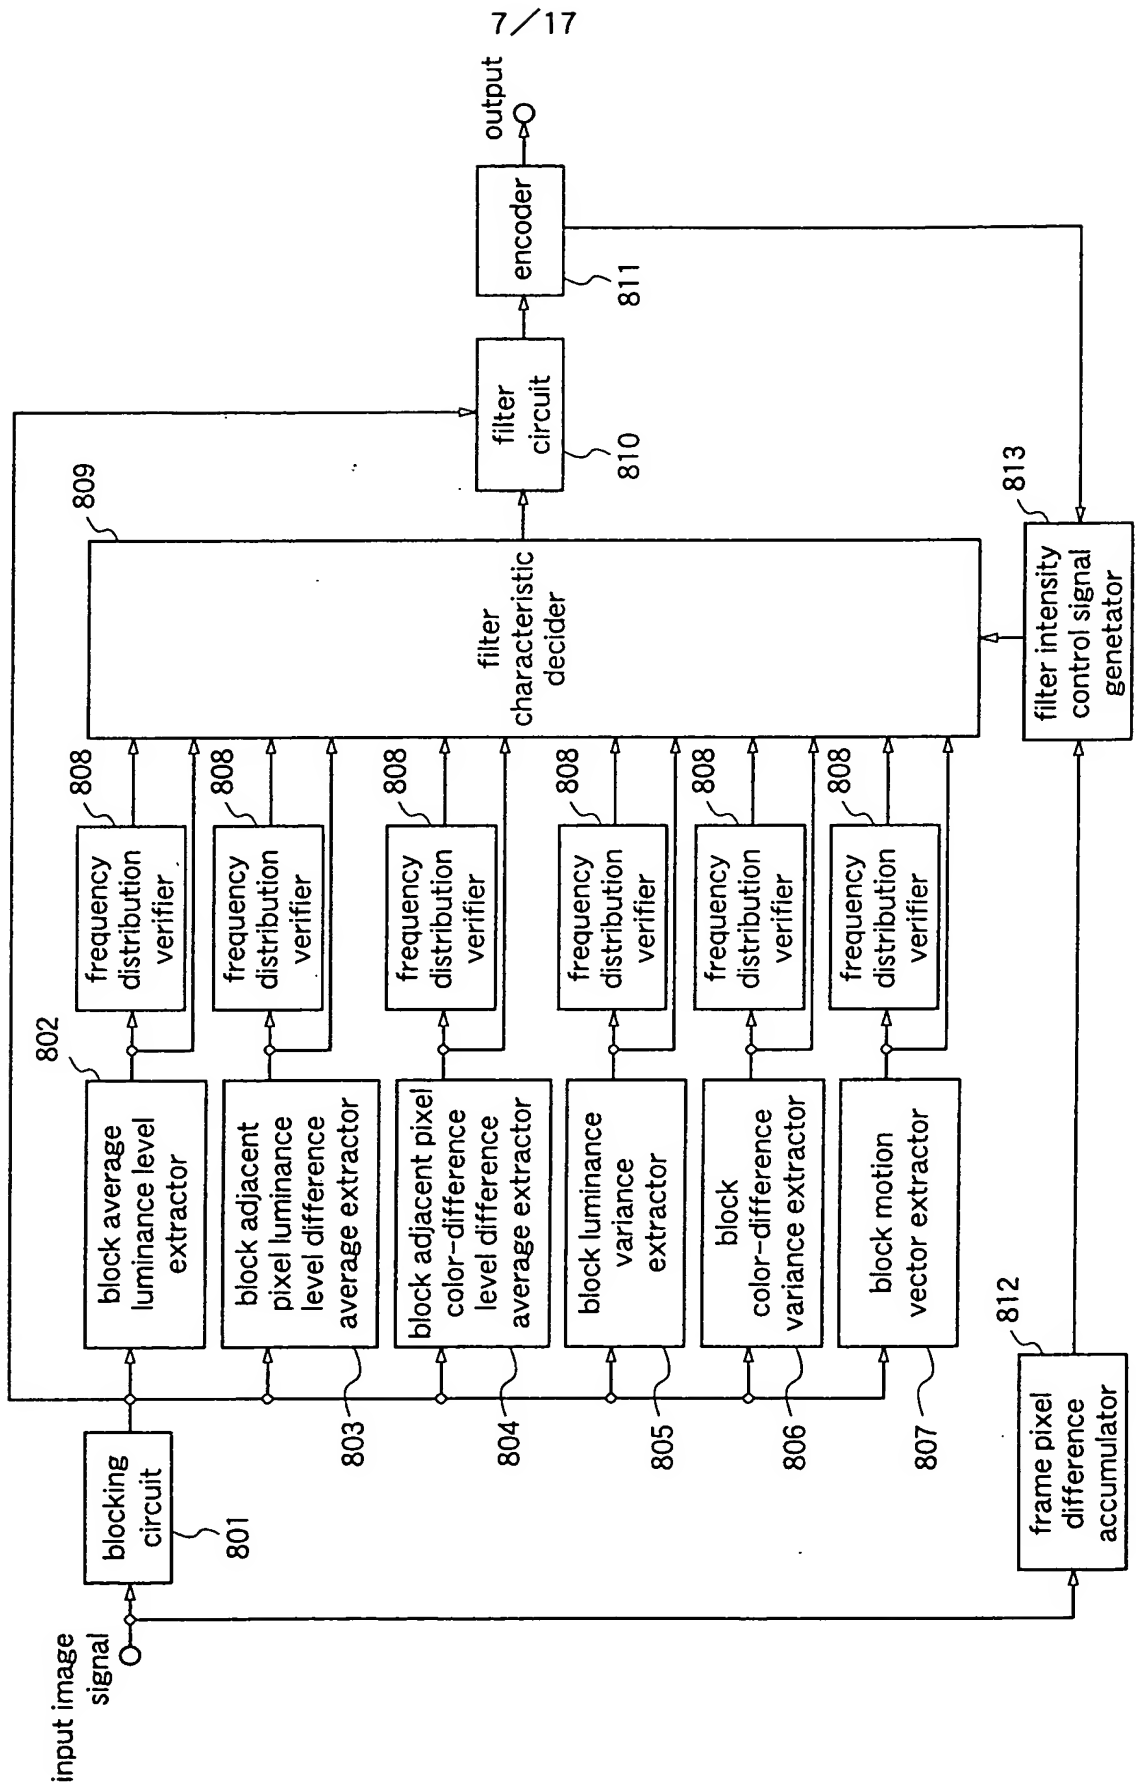 7/17
input image
signal
blocking
circuit
801
block average
luminance level
extractor
802
block adjacent
pixel luminance
level difference
average extractor
803
block adjacent pixel
color-difference
level difference
average extractor
804
block luminance
variance
extractor
805
block
color-difference
variance extractor
806
block motion
vector extractor
807
frequency
distribution
verifier
808
frequency
distribution
verifier
808
frequency
distribution
verifier
808
frequency
distribution
verifier
808
frequency
distribution
verifier
808
frequency
distribution
verifier
808
filter
characteristic
decider
809
filter
circuit
810
encoder
811
output
frame pixel
difference
accumulator
812
filter intensity
control signal
genetator
813